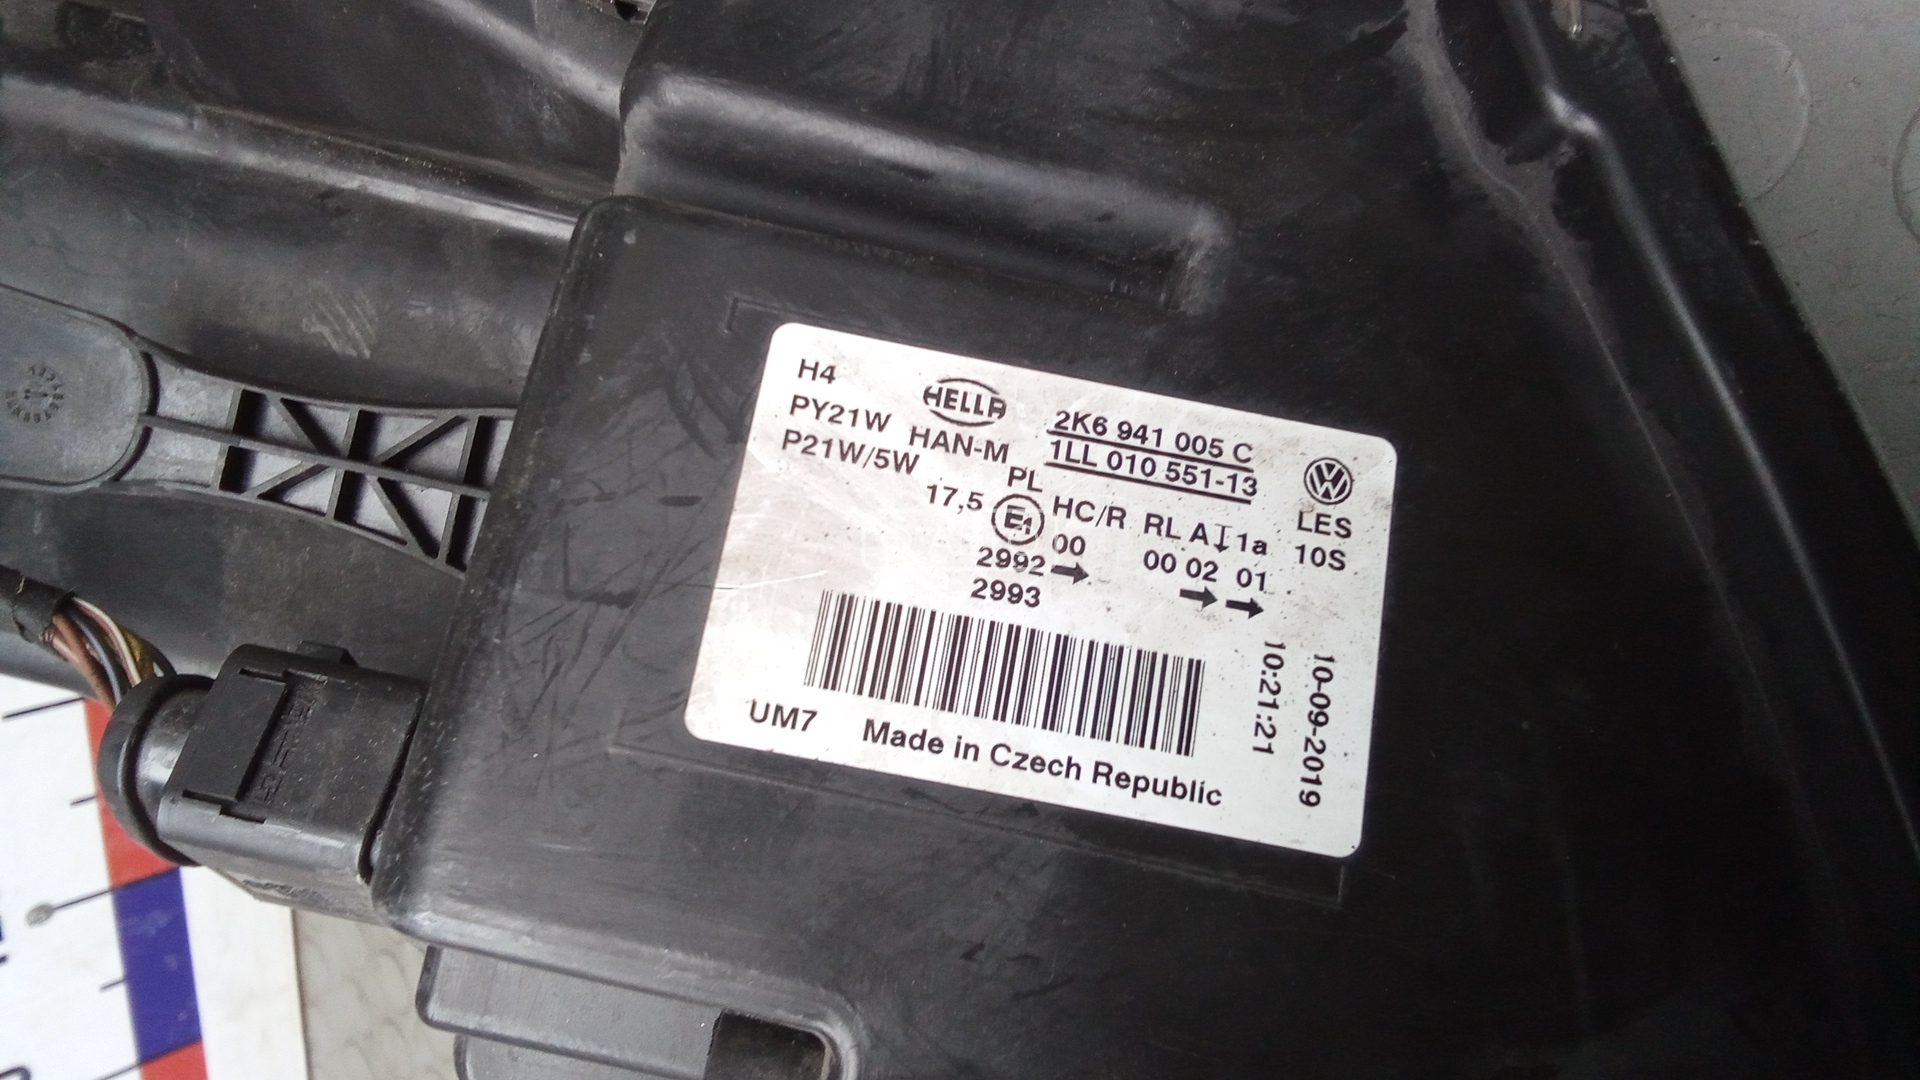 H4
PY21W
P21W/5W
HELLA
HAN-M
PL
2K6 941 005 C
1LL 010 551-13
17,5
E1
HC/R RL A 1a
00 00 02 01
2992
2993
LES
10S
10-09-2019
10:21:21
UM7
Made in Czech Republic